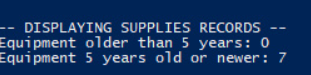 -- DISPLAYING SUPPLIES RECORDS --
Equipment older than 5 years: 0
Equipment 5 years old or newer: 7